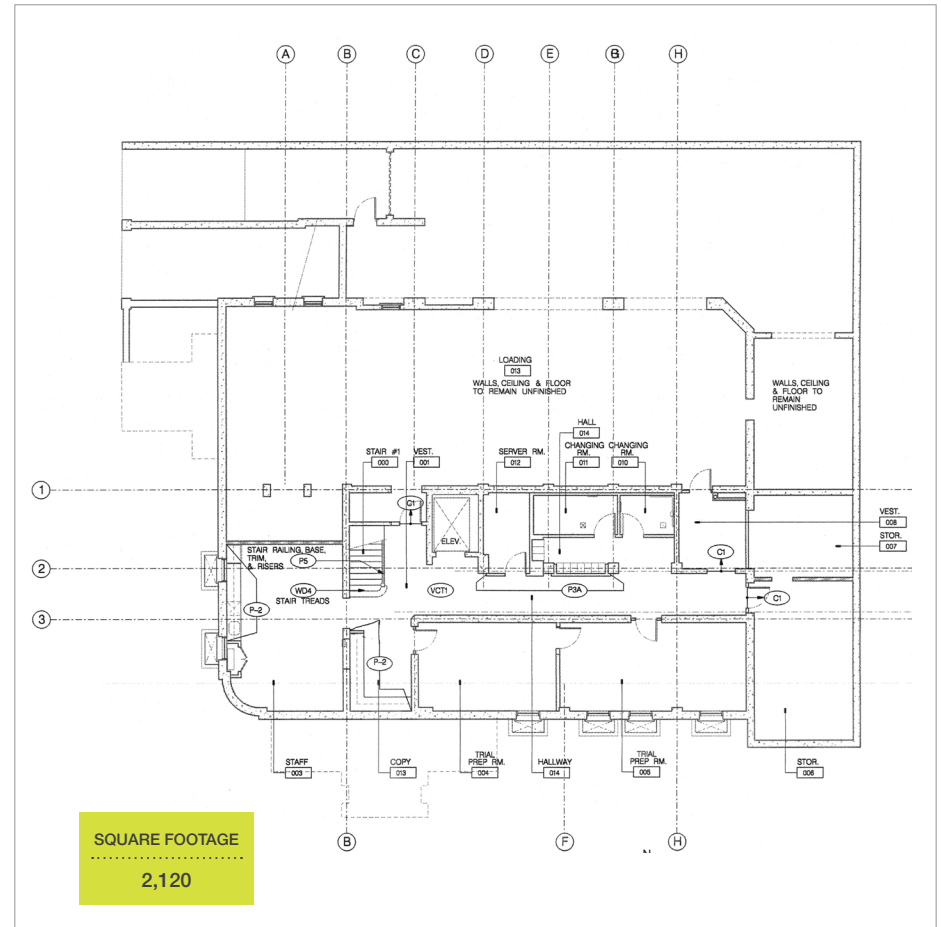 A
B
C
D
E
G
H
LOADING
013
WALLS, CEILING & FLOOR
TO REMAIN UNFINISHED
WALLS, CEILING
& FLOOR TO
REMAIN
UNFINISHED
HALL
014
STAIR #1
000
VEST.
001
SERVER RM.
012
CHANGING
RM.
011
CHANGING
RM.
010
1
C1
ELEV.
VEST.
008
STOR.
007
STAIR RAILING, BASE,
TRIM,
& RISERS
P5
C1
2
WD4
STAIR TREADS
VCT1
P3A
C1
P-2
3
P-2
STAFF
003
COPY
013
TRIAL
PREP RM.
004
HALLWAY
014
TRIAL
PREP RM.
005
STOR.
006
B
F
H
SQUARE FOOTAGE
2,120